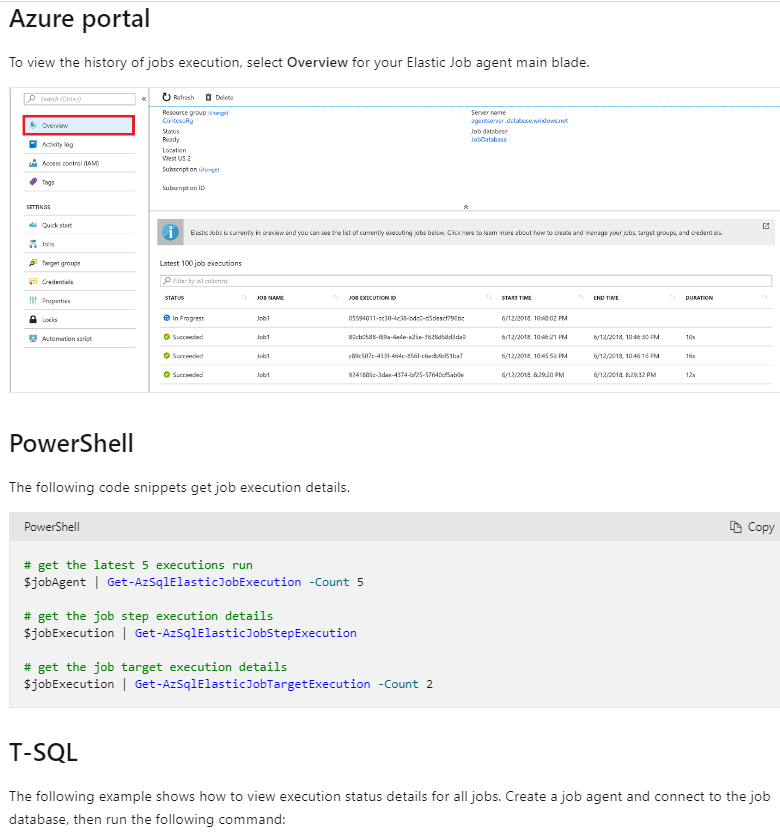 Azure portal
To view the history of jobs execution, select Overview for your Elastic Job agent main blade.
Search (Ctrl+/)
«
Refresh Delete
Overview
Activity log
Access control (IAM)
Tags
SETTINGS
Quick start
Jobs
Target groups
Credentials
Properties
Locks
Automation script
Resource group (change)
ContosoRg
Status
Ready
Location
West US 2
Subscription (change)
Subscription ID
Server name
agentserver.database.windows.net
Job database
JobDatabase
Elastic Jobs is currently in preview and you can see the list of currently executing jobs below. Click here to learn more about how to create and manage your jobs, target groups, and credentials.
Latest 100 job executions
Filter by all columns
STATUS JOB NAME JOB EXECUTION ID START TIME END TIME DURATION
In Progress Job1 6/12/2018, 10:48:02 PM
Succeeded Job1 6/12/2018, 10:46:21 PM 6/12/2018, 10:46:30 PM 10s
Succeeded Job1 6/12/2018, 10:45:59 PM 6/12/2018, 10:46:16 PM 16s
Succeeded Job1 6/12/2018, 8:29:20 PM 6/12/2018, 8:29:32 PM 12s
PowerShell
The following code snippets get job execution details.
PowerShell Copy
# get the latest 5 executions run
$jobAgent | Get-AzSqlElasticJobExecution -Count 5
# get the job step execution details
$jobExecution | Get-AzSqlElasticJobStepExecution
# get the job target execution details
$jobExecution | Get-AzSqlElasticJobTargetExecution -Count 2
T-SQL
The following example shows how to view execution status details for all jobs. Create a job agent and connect to the job
database, then run the following command: